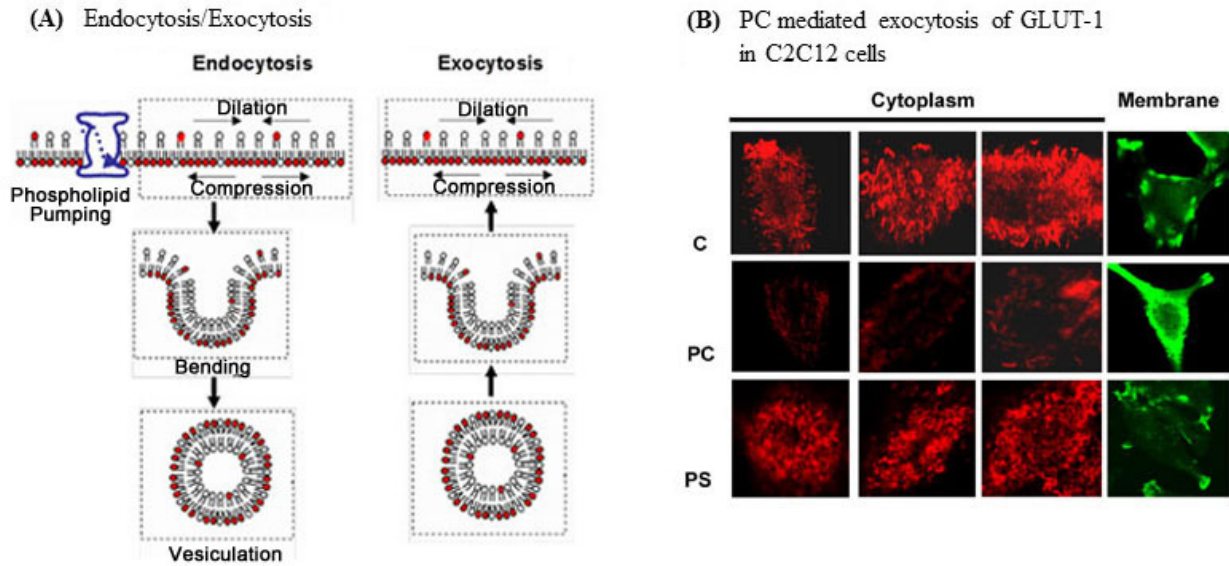 (A) Endocytosis/Exocytosis
Endocytosis
Exocytosis
Dilation
Dilation
Compression
Compression
Phospholipid
Pumping
Bending
Vesiculation
(B) PC mediated exocytosis of GLUT-1
in C2C12 cells
Cytoplasm
Membrane
C
PC
PS